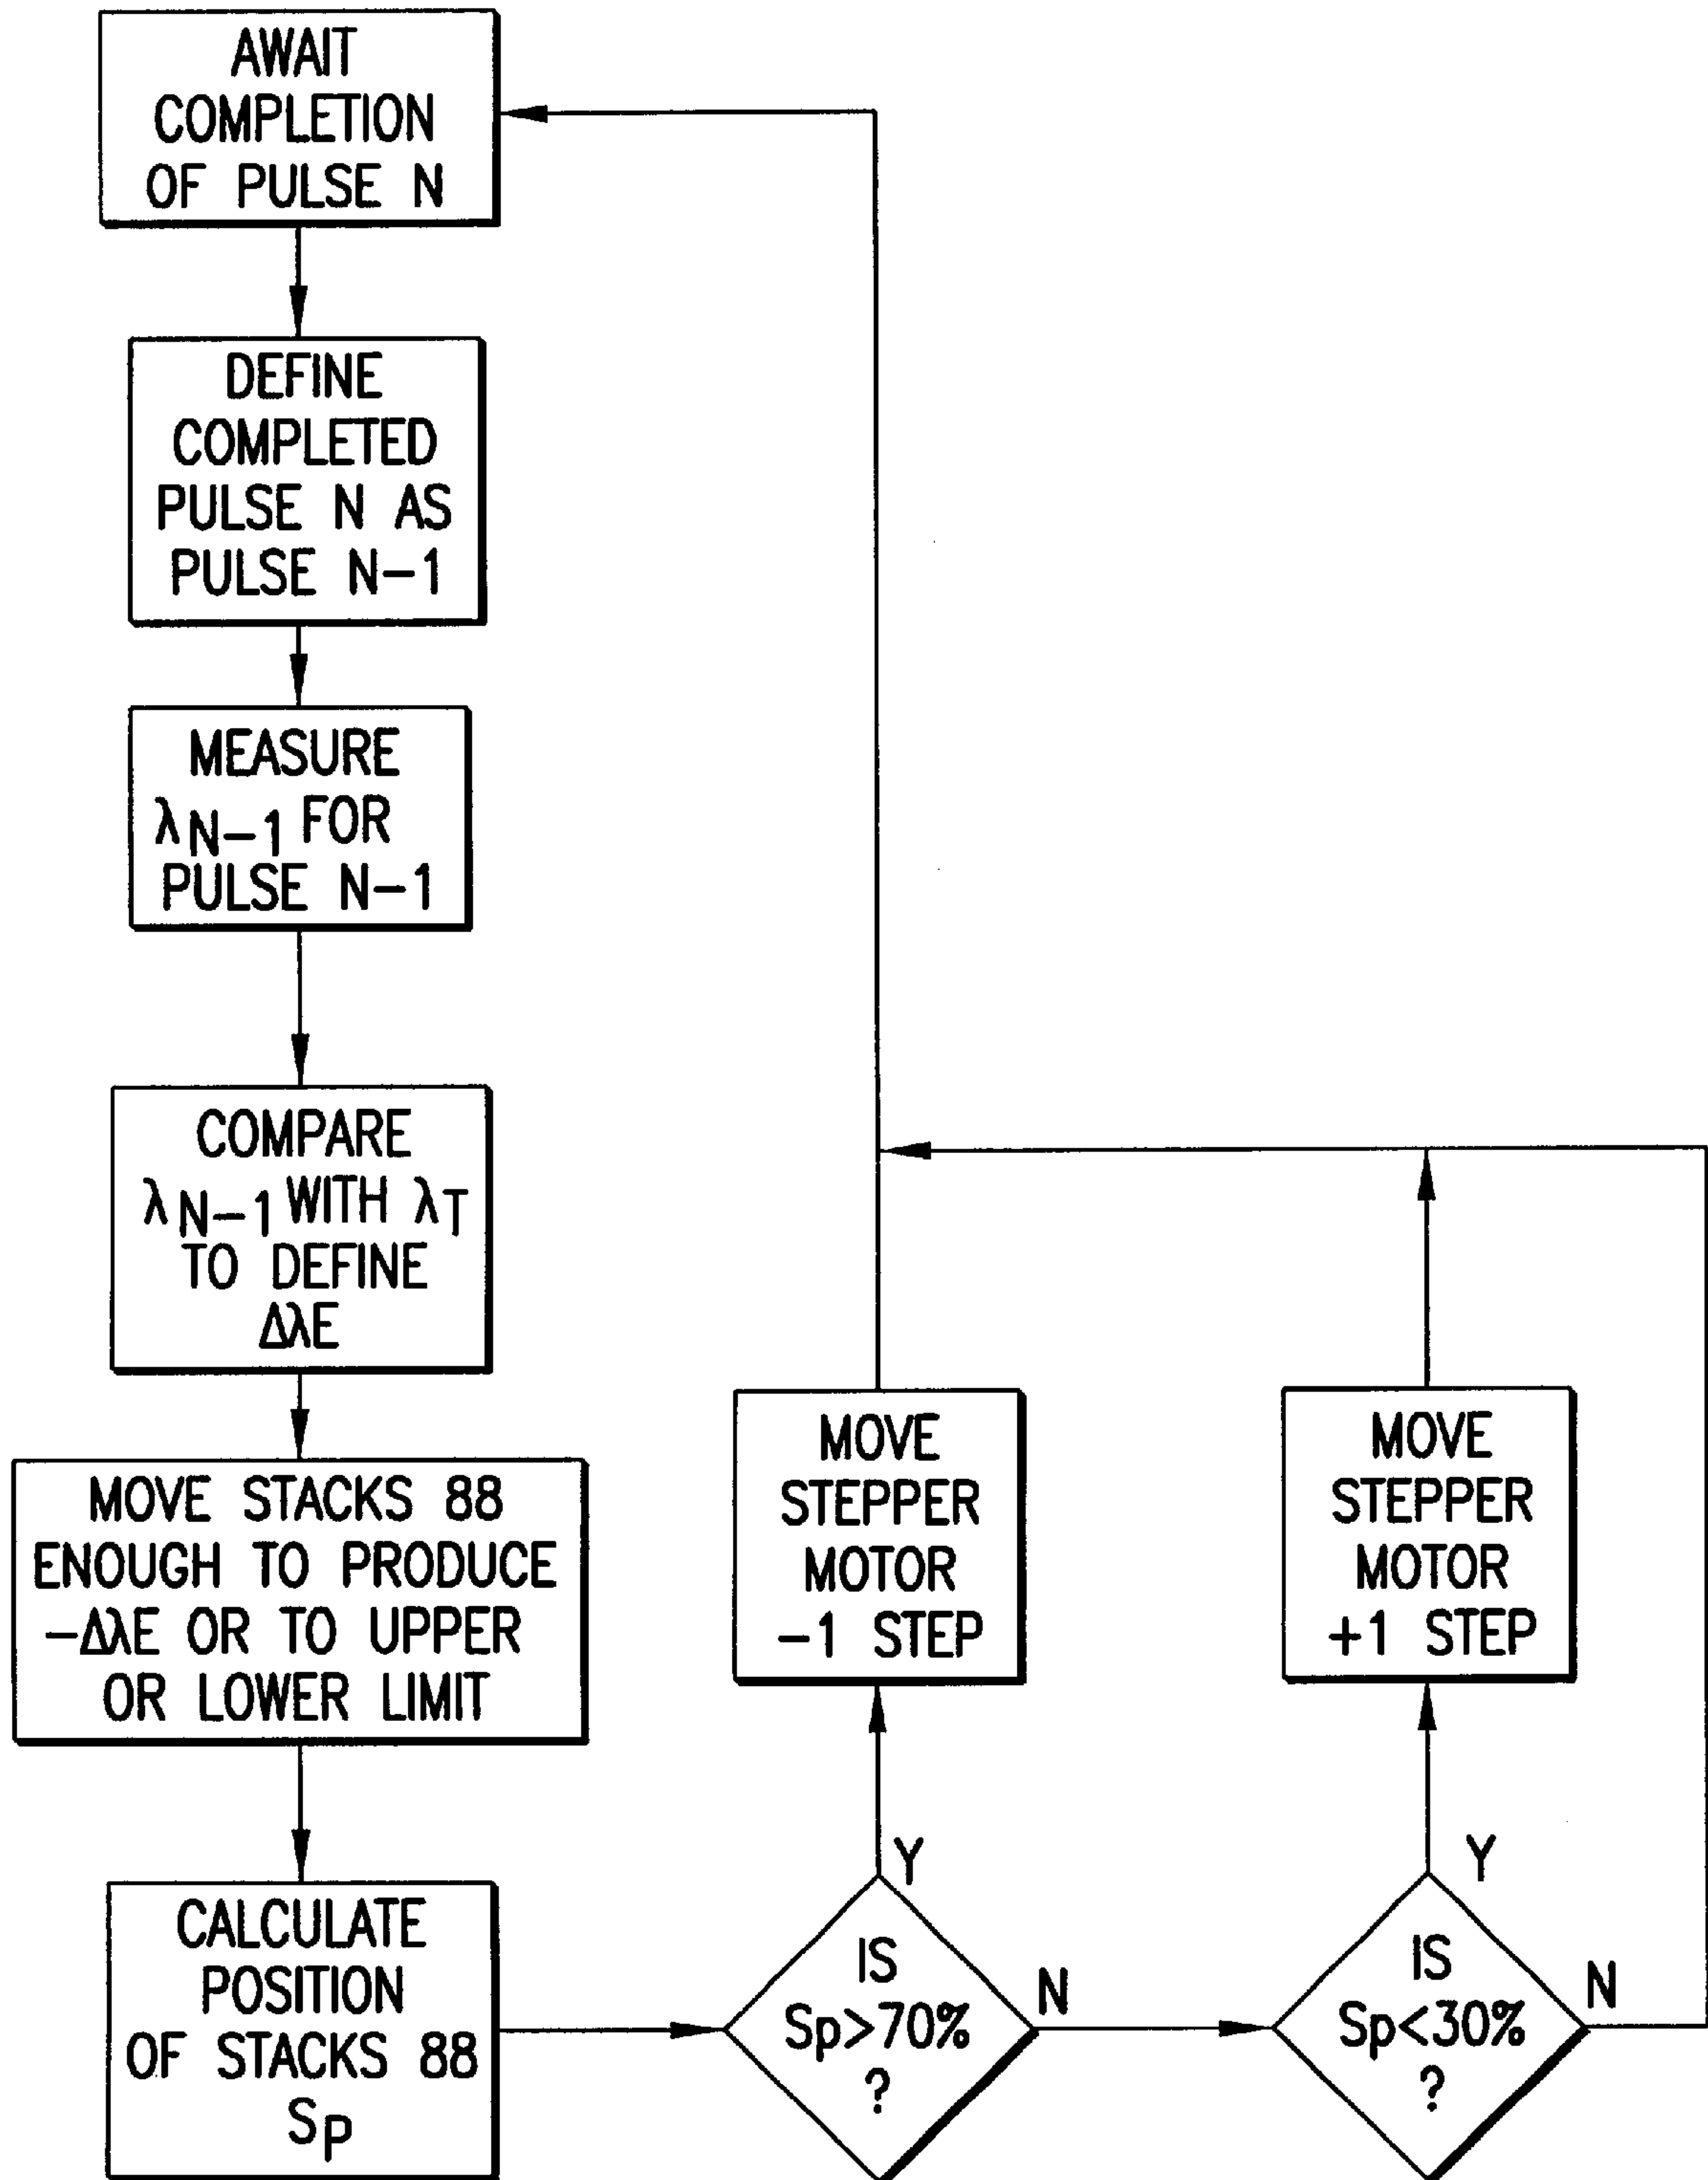 AWAIT
COMPLETION
OF PULSE N
DEFINE
COMPLETED
PULSE N AS
PULSE N-1
MEASURE
λN-1 FOR
PULSE N-1
COMPARE
λN-1 WITH λT
TO DEFINE
ΔλE
MOVE STACKS 88
ENOUGH TO PRODUCE
-ΔλE OR TO UPPER
OR LOWER LIMIT
CALCULATE
POSITION
OF STACKS 88
SP
IS
Sp>70%
?
Y
N
MOVE
STEPPER
MOTOR
-1 STEP
IS
Sp<30%
?
Y
N
MOVE
STEPPER
MOTOR
+1 STEP